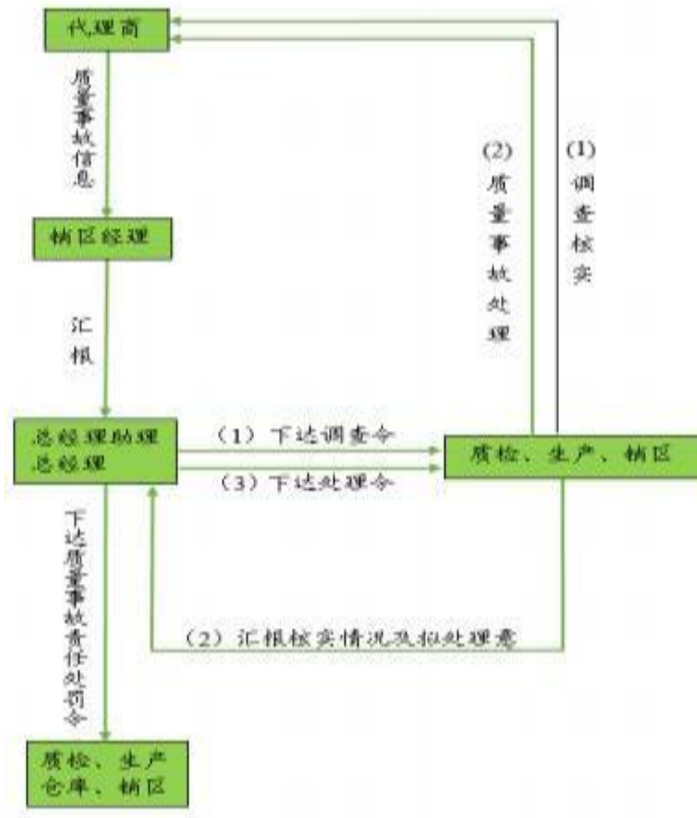 代理商
质量事故信息
(2)质量事故处理
(1)调查核实
销区经理
汇报
总经理助理
总经理
(1)下达调查令
(3)下达处理令
质检、生产、销区
下达质量事故责任处罚令
(2)汇报核实情况及拟处理意
质检、生产
仓库、销区